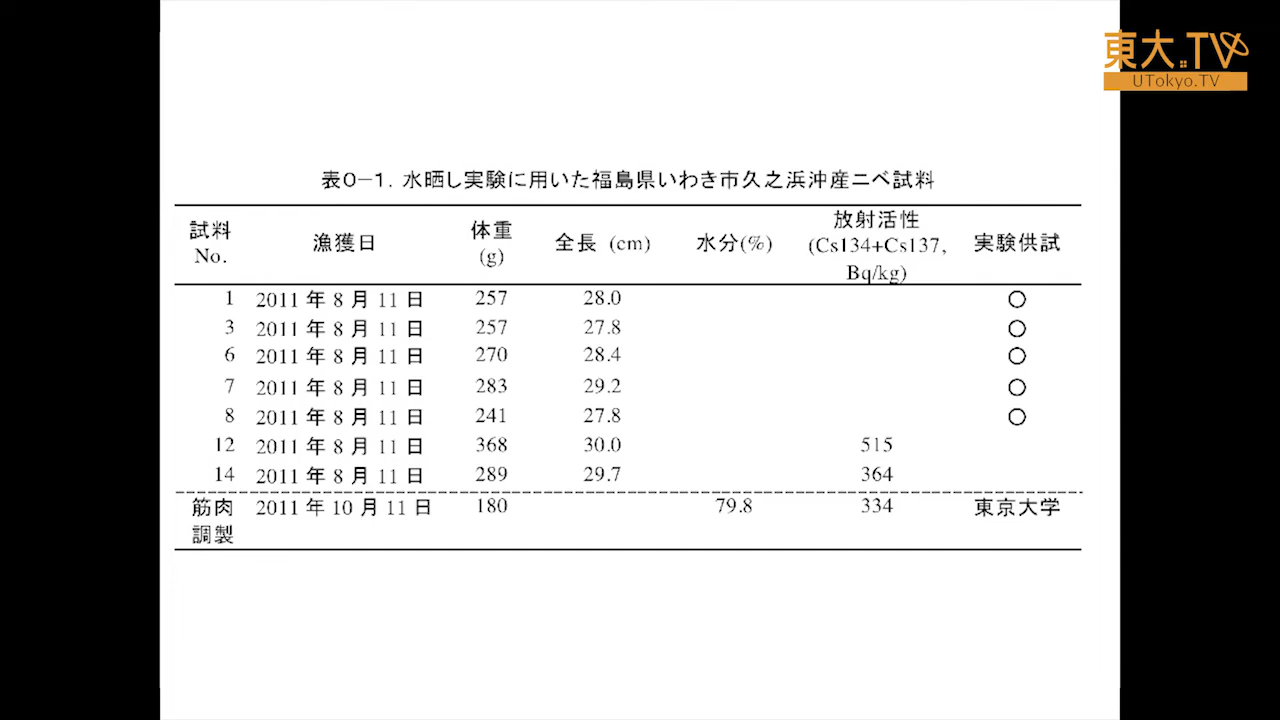 東大TV
UTokyo.TV
表0-1. 水晒し実験に用いた福島県いわき市久之浜沖産ニベ試料
試料 No. 漁獲日 体重 (g) 全長 (cm) 水分(%) 放射活性 (Cs134+Cs137, Bq/kg) 実験供試
1 2011年8月11日 257 28.0 ○
3 2011年8月11日 257 27.8 ○
6 2011年8月11日 270 28.4 ○
7 2011年8月11日 283 29.2 ○
8 2011年8月11日 241 27.8 ○
12 2011年8月11日 368 30.0 515
14 2011年8月11日 289 29.7 364
筋肉調製 2011年10月11日 180 79.8 334 東京大学